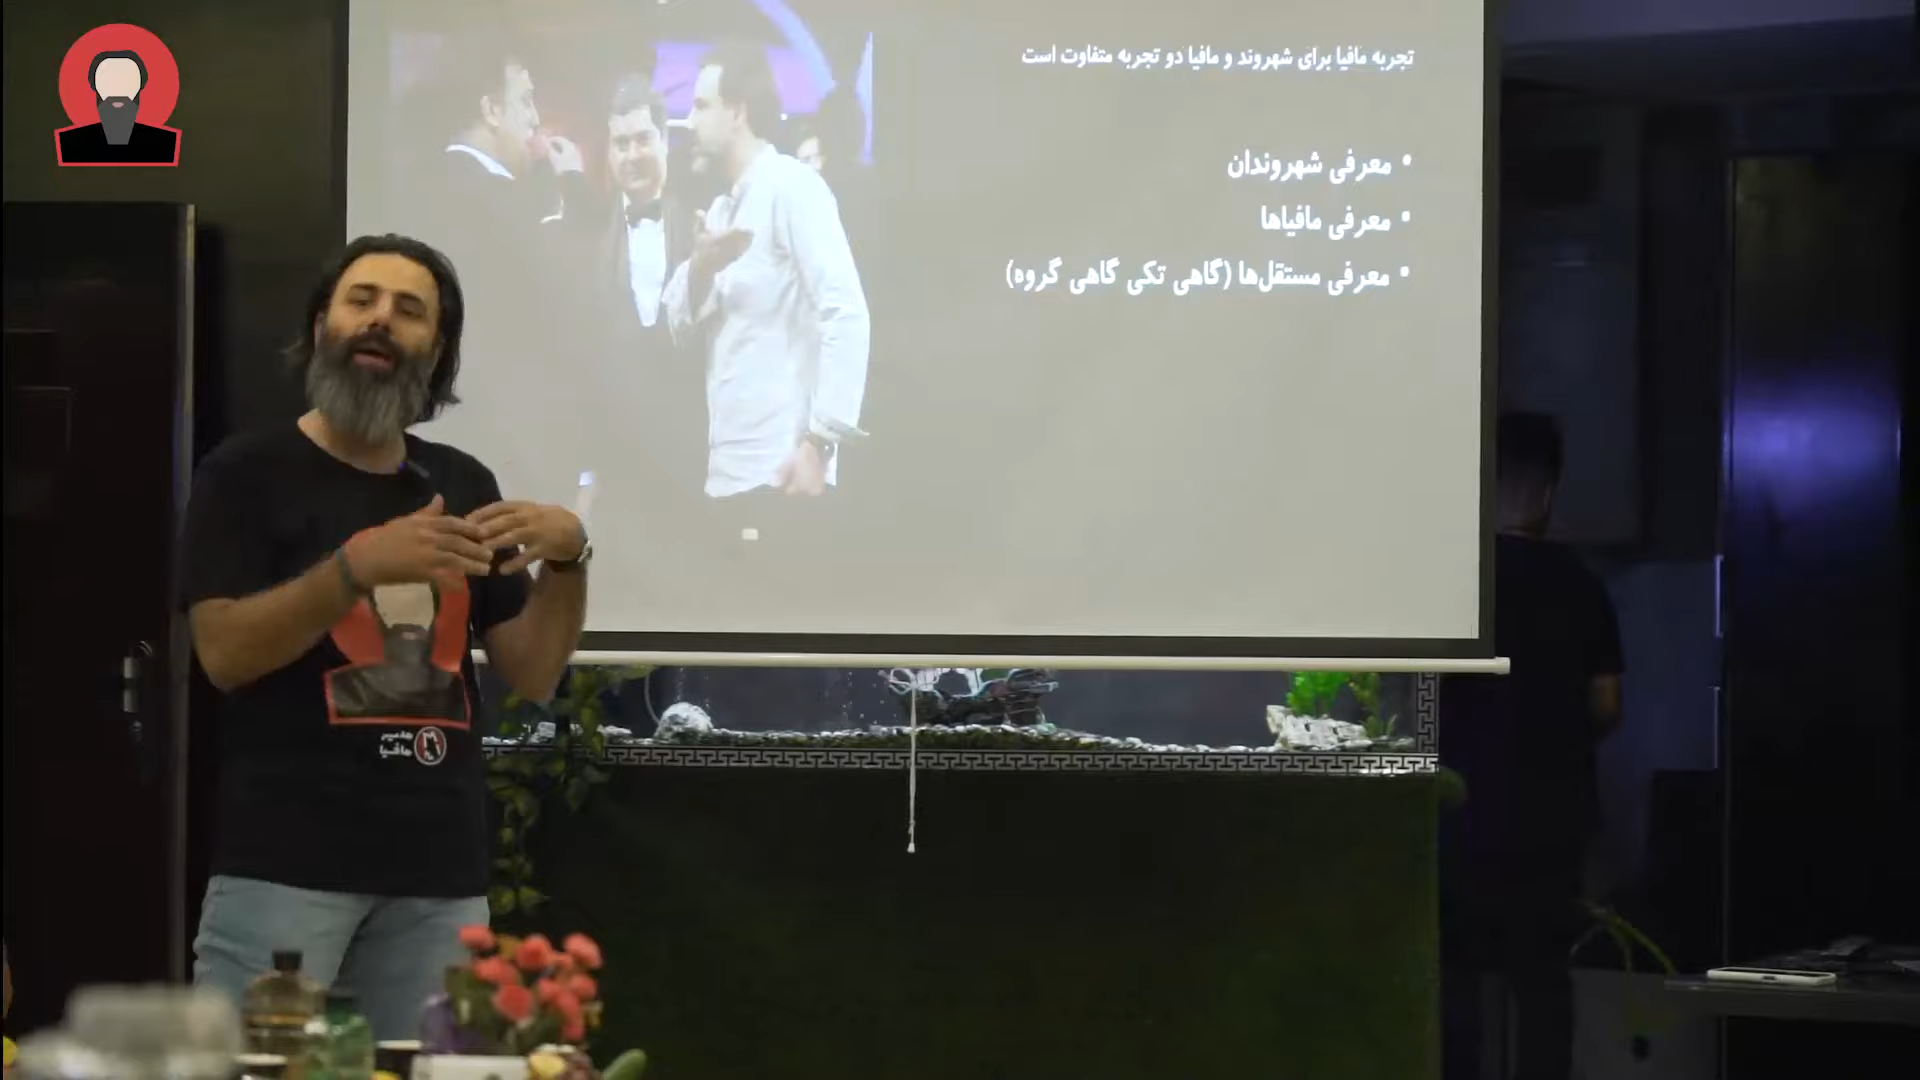 تجربه مافیا برای شهروند و مافیا دو تجربه متفاوت است
• معرفی شهروندان
• معرفی مافیاها
• معرفی مستقل‌ها (گاهی تکی گاهی گروه)
مافیا